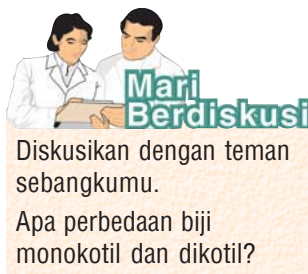 Mari
Berdiskusi
Diskusikan dengan teman
sebangkumu.
Apa perbedaan biji
monokotil dan dikotil?